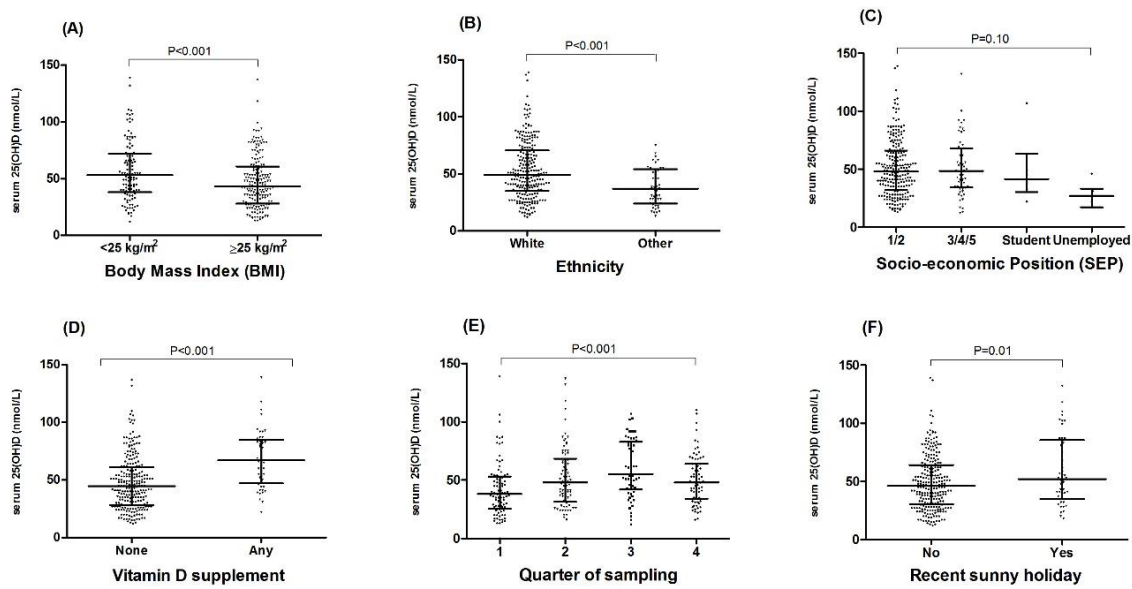 (A)
P<0.001
serum 25(OH)D (nmol/L)
150
100
50
0
<25 kg/m²
≥25 kg/m²
Body Mass Index (BMI)
(B)
P<0.001
serum 25(OH)D (nmol/L)
150
100
50
0
White
Other
Ethnicity
(C)
P=0.10
serum 25(OH)D (nmol/L)
150
100
50
0
1/2
3/4/5
Student
Unemployed
Socio-economic Position (SEP)
(D)
P<0.001
serum 25(OH)D (nmol/L)
150
100
50
0
None
Any
Vitamin D supplement
(E)
P<0.001
serum 25(OH)D (nmol/L)
150
100
50
0
1
2
3
4
Quarter of sampling
(F)
P=0.01
serum 25(OH)D (nmol/L)
150
100
50
0
No
Yes
Recent sunny holiday